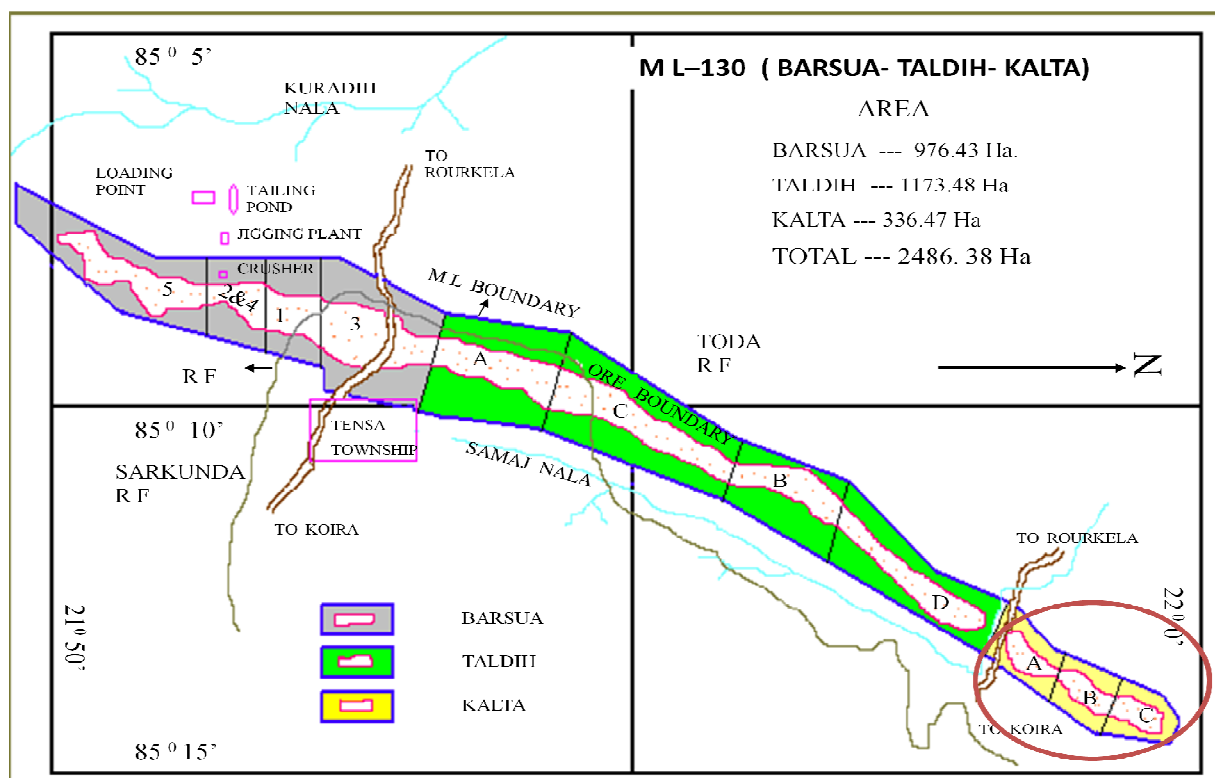 85 0 5’
M L–130 ( BARSUA- TALDIH- KALTA)
AREA
BARSUA --- 976.43 Ha.
TALDIH --- 1173.48 Ha
KALTA --- 336.47 Ha
TOTAL --- 2486. 38 Ha
KURADIH
NALA
TO
ROURKELA
LOADING
POINT
TAILING
POND
JIGGING PLANT
CRUSHER
5
2&4
1
3
M L BOUNDARY
A
ORE BOUNDARY
C
TODA
R F
N
R F
85 0 10’
TENSA
TOWNSHIP
SARKUNDA
R F
SAMAJ NALA
B
TO KOIRA
TO ROURKELA
D
21 0 50’
22 0 0’
BARSUA
TALDIH
KALTA
A
B
C
TO KOIRA
85 0 15’